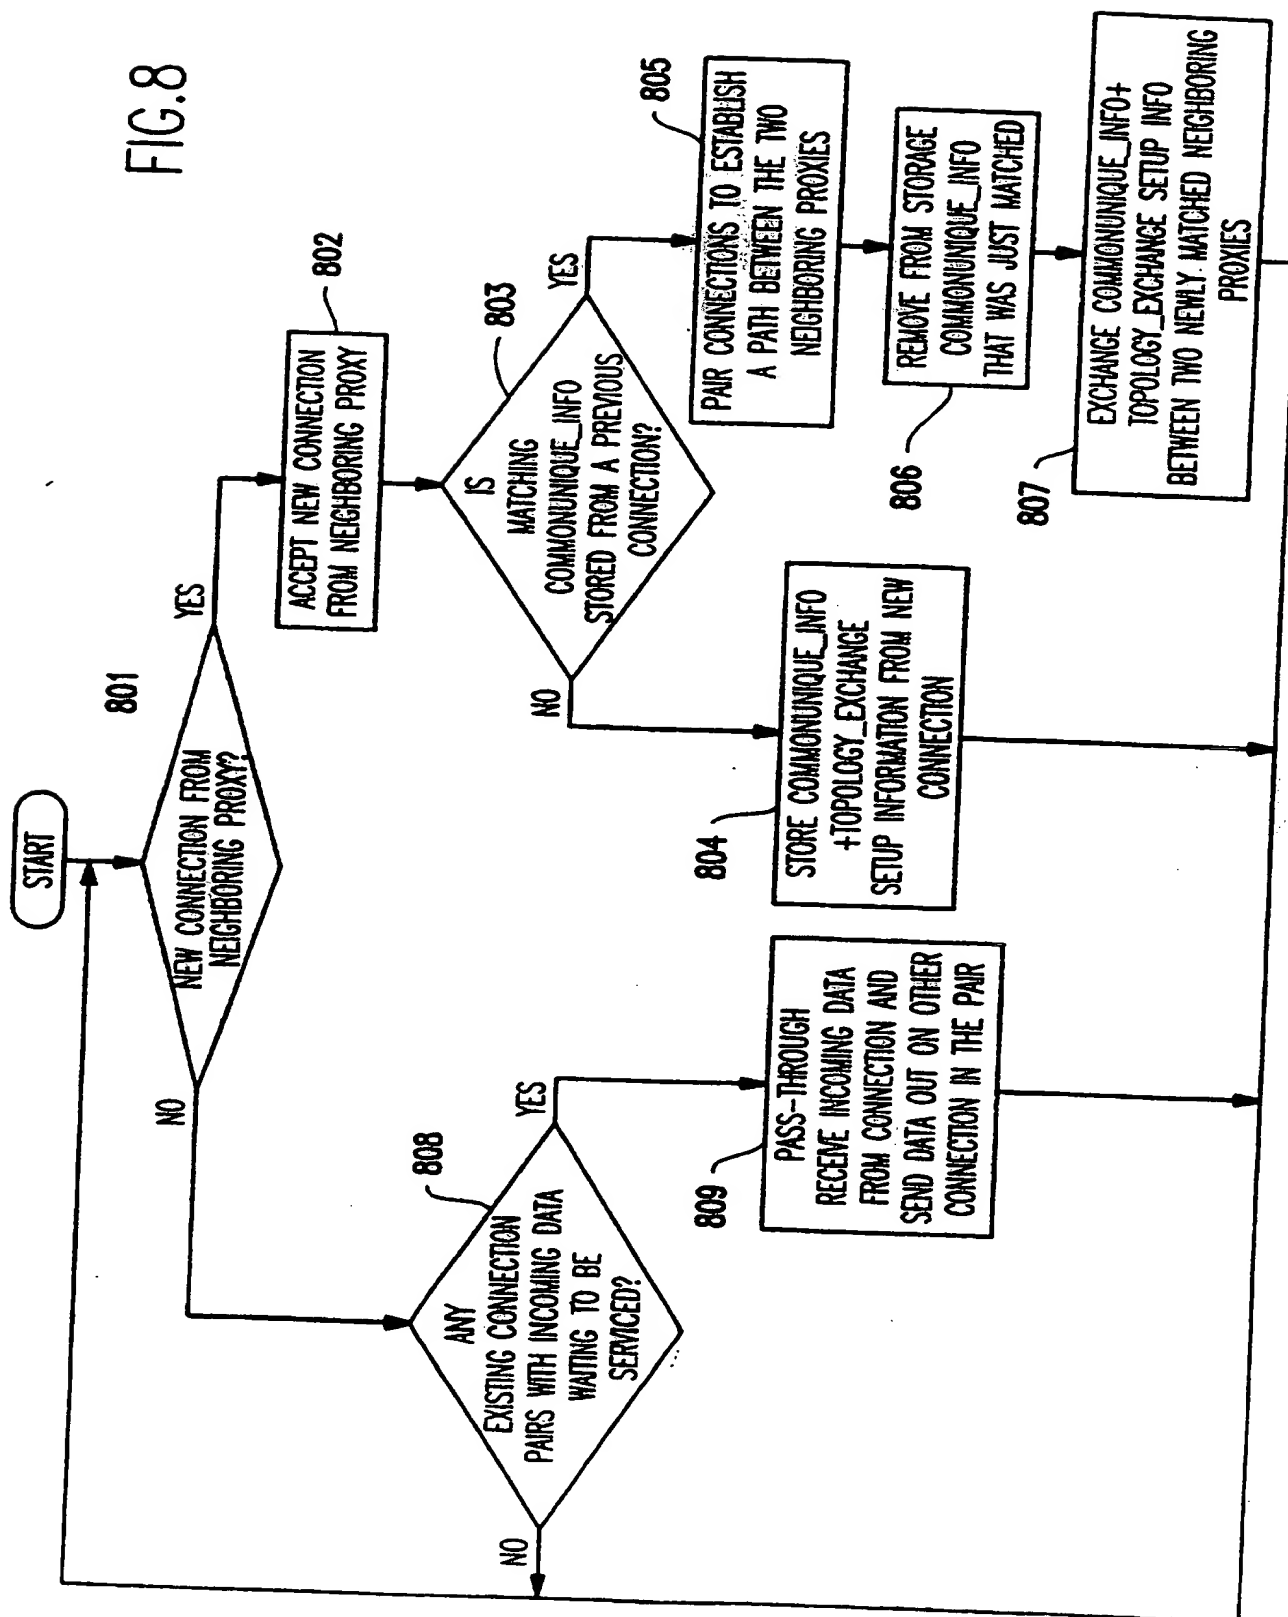 FIG.8
START
801
NEW CONNECTION FROM
NEIGHBORING PROXY?
YES
NO
802
ACCEPT NEW CONNECTION
FROM NEIGHBORING PROXY
803
IS
MATCHING
COMMONUNIQUE_INFO
STORED FROM A PREVIOUS
CONNECTION?
YES
NO
805
PAIR CONNECTIONS TO ESTABLISH
A PATH BETWEEN THE TWO
NEIGHBORING PROXIES
806
REMOVE FROM STORAGE
COMMONUNIQUE_INFO
THAT WAS JUST MATCHED
807
EXCHANGE COMMONUNIQUE_INFO+
TOPOLOGY_EXCHANGE SETUP INFO
BETWEEN TWO NEWLY MATCHED NEIGHBORING
PROXIES
804
STORE COMMONUNIQUE_INFO
+TOPOLOGY_EXCHANGE
SETUP INFORMATION FROM NEW
CONNECTION
808
ANY
EXISTING CONNECTION
PAIRS WITH INCOMING DATA
WAITING TO BE
SERVICED?
YES
NO
809
PASS-THROUGH
RECEIVE INCOMING DATA
FROM CONNECTION AND
SEND DATA OUT ON OTHER
CONNECTION IN THE PAIR